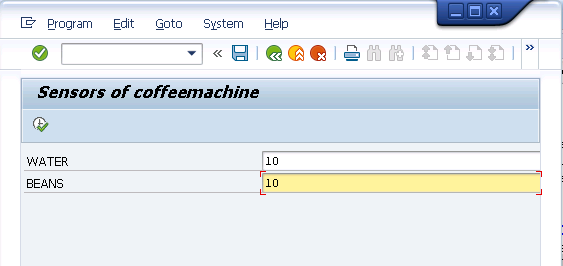 Program Edit Goto System Help
«
»
Sensors of coffeemachine
WATER 10
BEANS 10